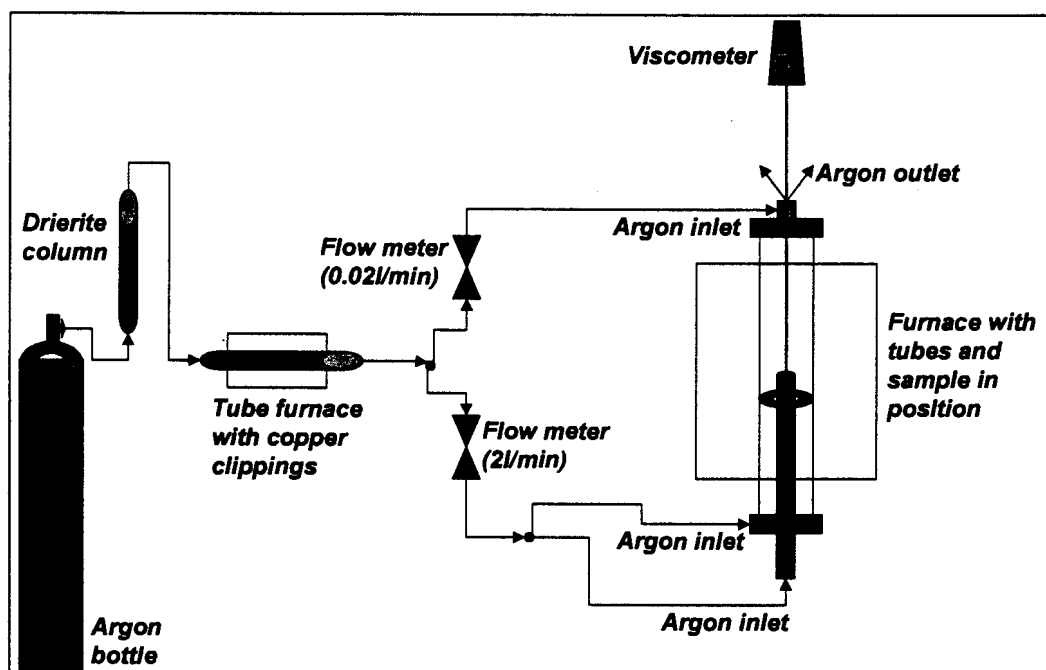 Viscometer
Argon outlet
Drierite
column
Argon inlet
Flow meter
(0.02l/min)
Furnace with
tubes and
sample in
position
Tube furnace
with copper
clippings
Flow meter
(2l/min)
Argon inlet
Argon inlet
Argon
bottle